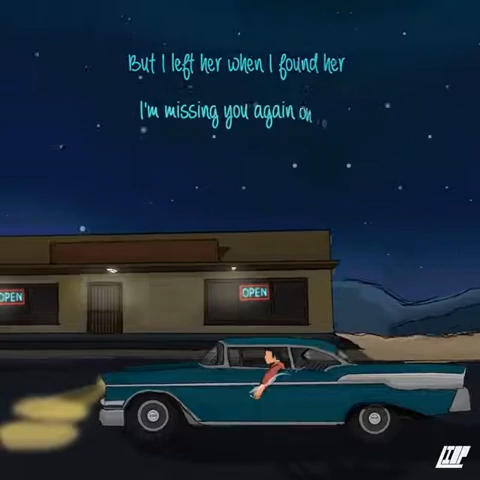 But I left her when I found her
I'm missing you again on
OPEN
OPEN